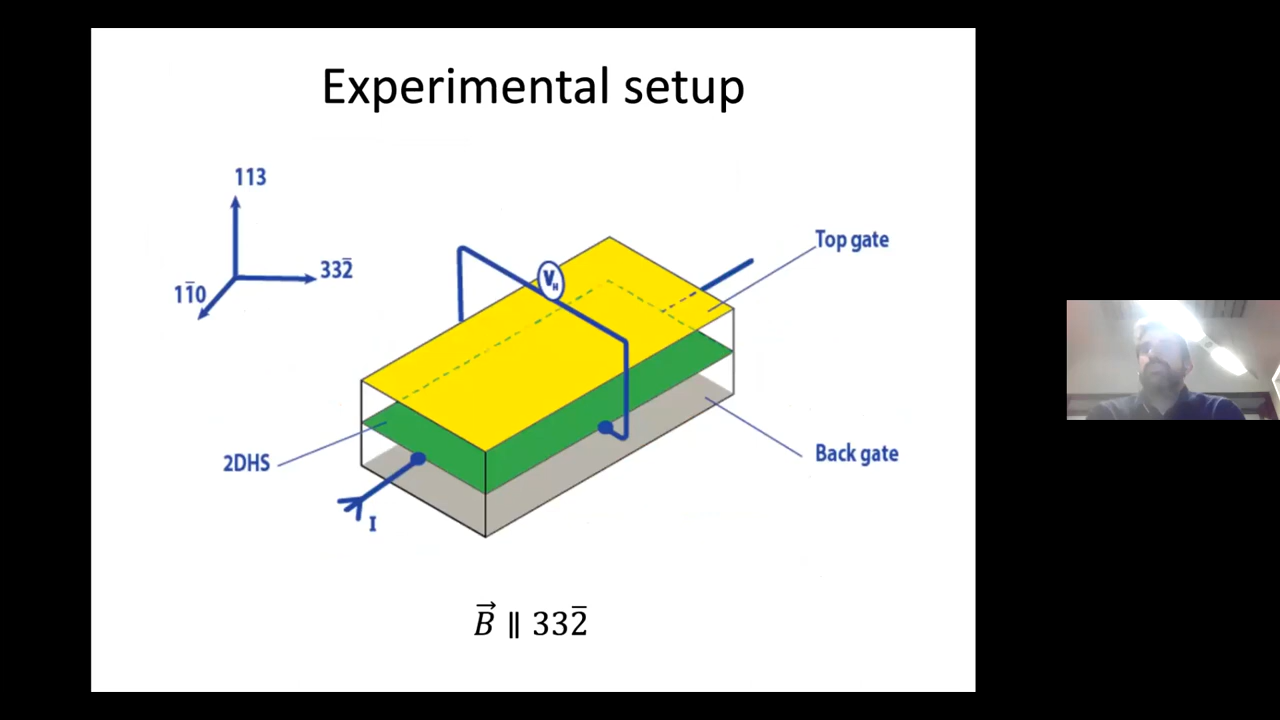 Experimental setup
113
332̅
11̅0
Top gate
V_H
2DHS
Back gate
I
B⃗ ∥ 332̅